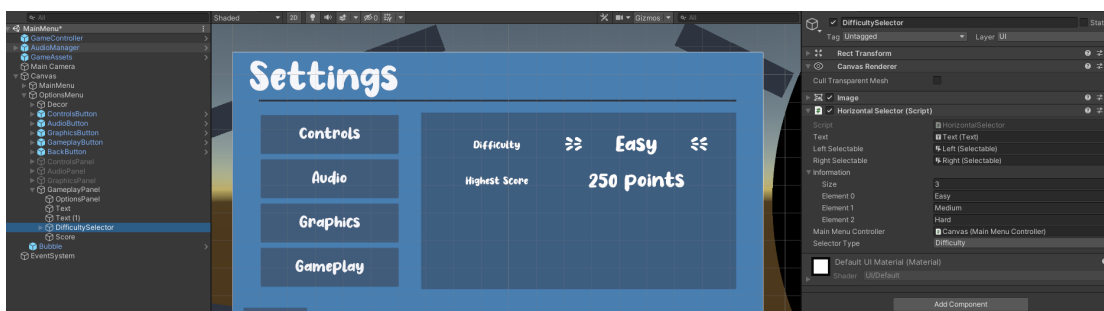 All
MainMenu*
GameController
AudioManager
GameAssets
Main Camera
Canvas
MainMenu
OptionsMenu
Decor
ControlsButton
AudioButton
GraphicsButton
GameplayButton
BackButton
ControlsPanel
AudioPanel
GraphicsPanel
GameplayPanel
OptionsPanel
Text
Text (1)
DifficultySelector
Score
Bubble
EventSystem
Shaded 2D 0 Gizmos All
Settings
Controls
Audio
Graphics
Gameplay
Difficulty Easy
Highest Score 250 points
DifficultySelector Stat
Tag Untagged Layer UI
Rect Transform
Canvas Renderer
Cull Transparent Mesh
Image
Horizontal Selector (Script)
Script HorizontalSelector
Text Text (Text)
Left Selectable Left (Selectable)
Right Selectable Right (Selectable)
Information
Size 3
Element 0 Easy
Element 1 Medium
Element 2 Hard
Main Menu Controller Canvas (Main Menu Controller)
Selector Type Difficulty
Default UI Material (Material)
Shader UI/Default
Add Component